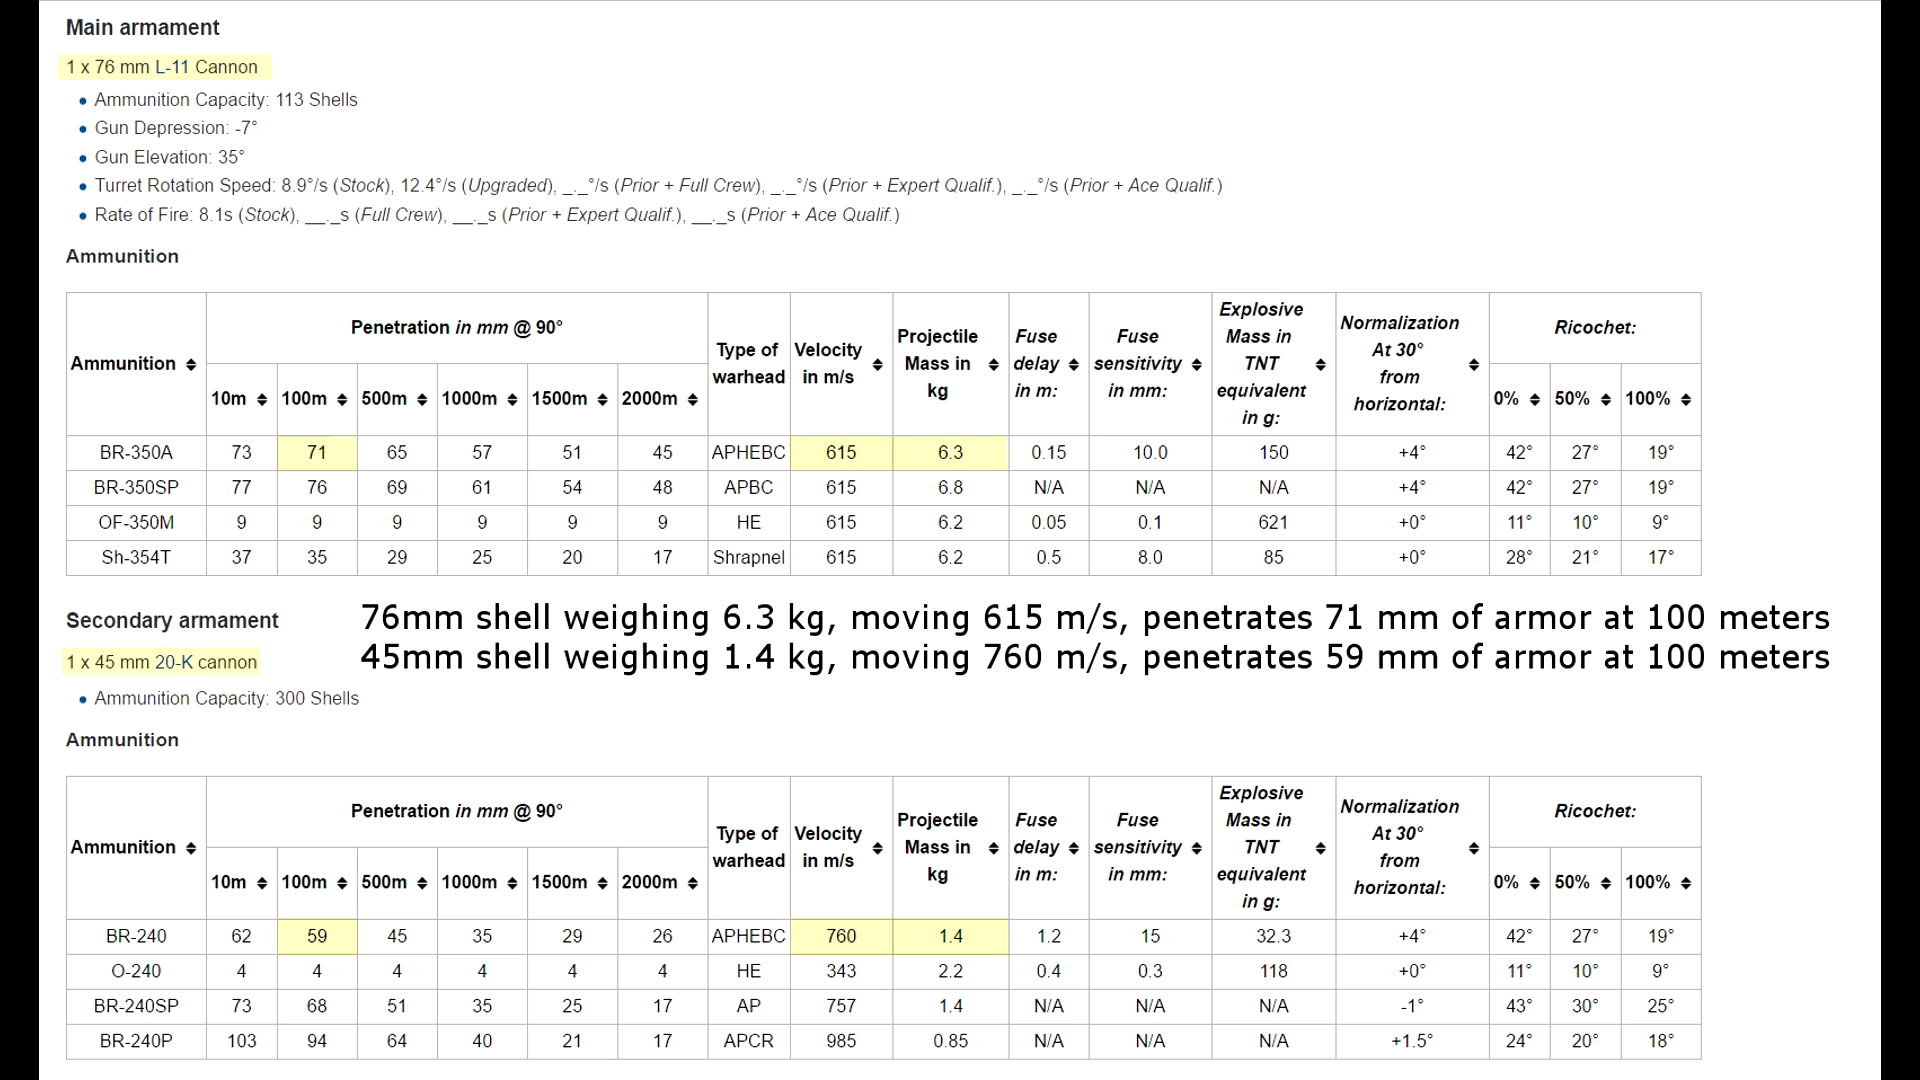 Main armament
1 x 76 mm L-11 Cannon
Ammunition Capacity: 113 Shells
Gun Depression: -7°
Gun Elevation: 35°
Turret Rotation Speed: 8.9°/s (Stock), 12.4°/s (Upgraded), _._°/s (Prior + Full Crew), _._°/s (Prior + Expert Qualif.), _._°/s (Prior + Ace Qualif.)
Rate of Fire: 8.1s (Stock), __._s (Full Crew), __._s (Prior + Expert Qualif.), __._s (Prior + Ace Qualif.)
Ammunition
Ammunition Penetration in mm @ 90° Type of warhead Velocity in m/s Projectile Mass in kg Fuse delay in m: Fuse sensitivity in mm: Explosive Mass in TNT equivalent in g: Normalization At 30° from horizontal: Ricochet:
10m 100m 500m 1000m 1500m 2000m 0% 50% 100%
BR-350A 73 71 65 57 51 45 APHEBC 615 6.3 0.15 10.0 150 +4° 42° 27° 19°
BR-350SP 77 76 69 61 54 48 APBC 615 6.8 N/A N/A N/A +4° 42° 27° 19°
OF-350M 9 9 9 9 9 9 HE 615 6.2 0.05 0.1 621 +0° 11° 10° 9°
Sh-354T 37 35 29 25 20 17 Shrapnel 615 6.2 0.5 8.0 85 +0° 28° 21° 17°
76mm shell weighing 6.3 kg, moving 615 m/s, penetrates 71 mm of armor at 100 meters
45mm shell weighing 1.4 kg, moving 760 m/s, penetrates 59 mm of armor at 100 meters
Secondary armament
1 x 45 mm 20-K cannon
Ammunition Capacity: 300 Shells
Ammunition
Ammunition Penetration in mm @ 90° Type of warhead Velocity in m/s Projectile Mass in kg Fuse delay in m: Fuse sensitivity in mm: Explosive Mass in TNT equivalent in g: Normalization At 30° from horizontal: Ricochet:
10m 100m 500m 1000m 1500m 2000m 0% 50% 100%
BR-240 62 59 45 35 29 26 APHEBC 760 1.4 1.2 15 32.3 +4° 42° 27° 19°
O-240 4 4 4 4 4 4 HE 343 2.2 0.4 0.3 118 +0° 11° 10° 9°
BR-240SP 73 68 51 35 25 17 AP 757 1.4 N/A N/A N/A -1° 43° 30° 25°
BR-240P 103 94 64 40 21 17 APCR 985 0.85 N/A N/A N/A +1.5° 24° 20° 18°